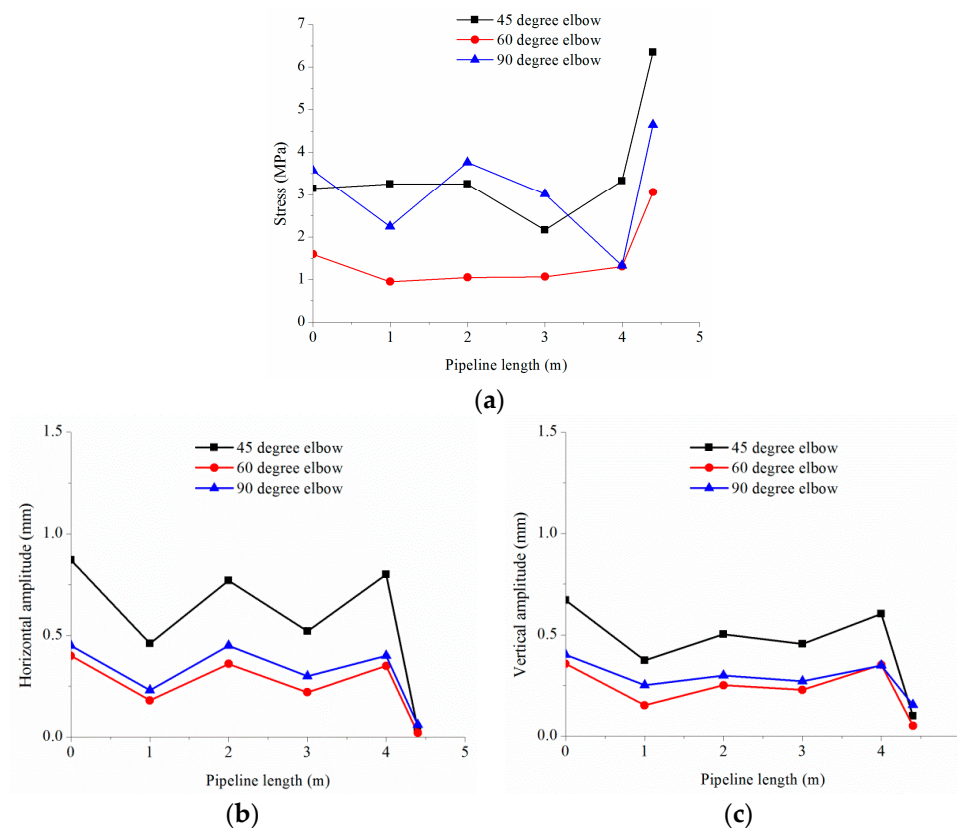 7
6
5
4
3
2
1
0
Stress (MPa)
45 degree elbow
60 degree elbow
90 degree elbow
0 1 2 3 4 5
Pipeline length (m)
(a)
1.5
1.0
0.5
0.0
Horizontal amplitude (mm)
45 degree elbow
60 degree elbow
90 degree elbow
0 1 2 3 4 5
Pipeline length (m)
(b)
1.5
1.0
0.5
0.0
Vertical amplitude (mm)
45 degree elbow
60 degree elbow
90 degree elbow
0 1 2 3 4
Pipeline length (m)
(c)